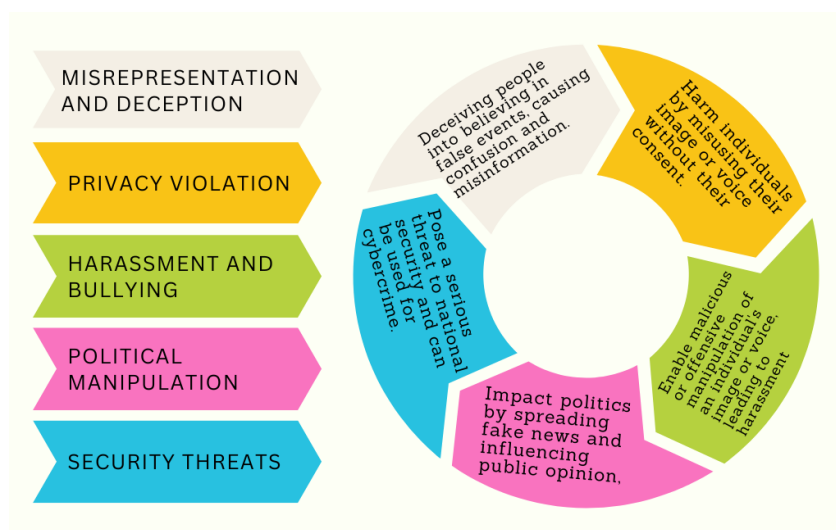 MISREPRESENTATION
AND DECEPTION
PRIVACY VIOLATION
HARASSMENT AND
BULLYING
POLITICAL
MANIPULATION
SECURITY THREATS
Deceiving people
into believing in
false events, causing
confusion and
misinformation.
Harm individuals
by misusing their
image or voice
without their
consent.
Enable malicious
or offensive
manipulation of
an individual's
image or voice,
leading to
harassment
Impact politics
by spreading
fake news and
influencing
public opinion,
Pose a serious
threat to national
security and can
be used for
cybercrime.